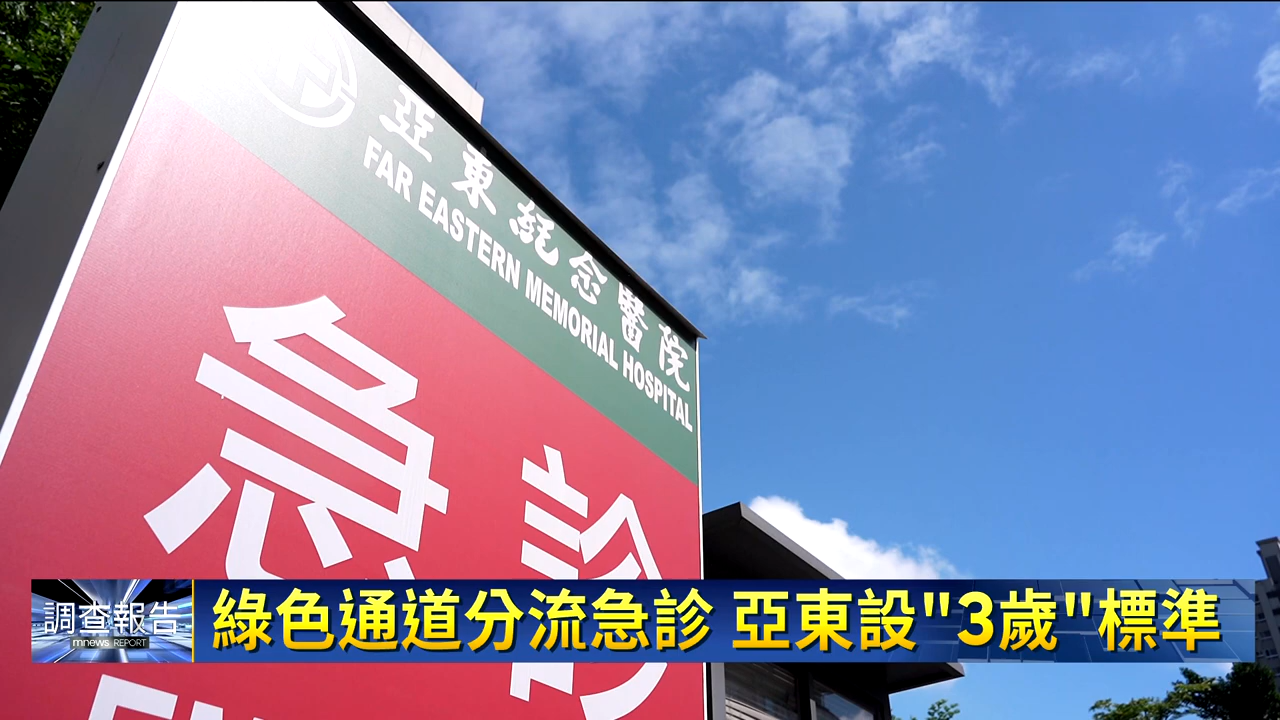 亞東紀念醫院
FAR EASTERN MEMORIAL HOSPITAL
急診
調查報告
mnews REPORT
綠色通道分流急診 亞東設"3歲"標準